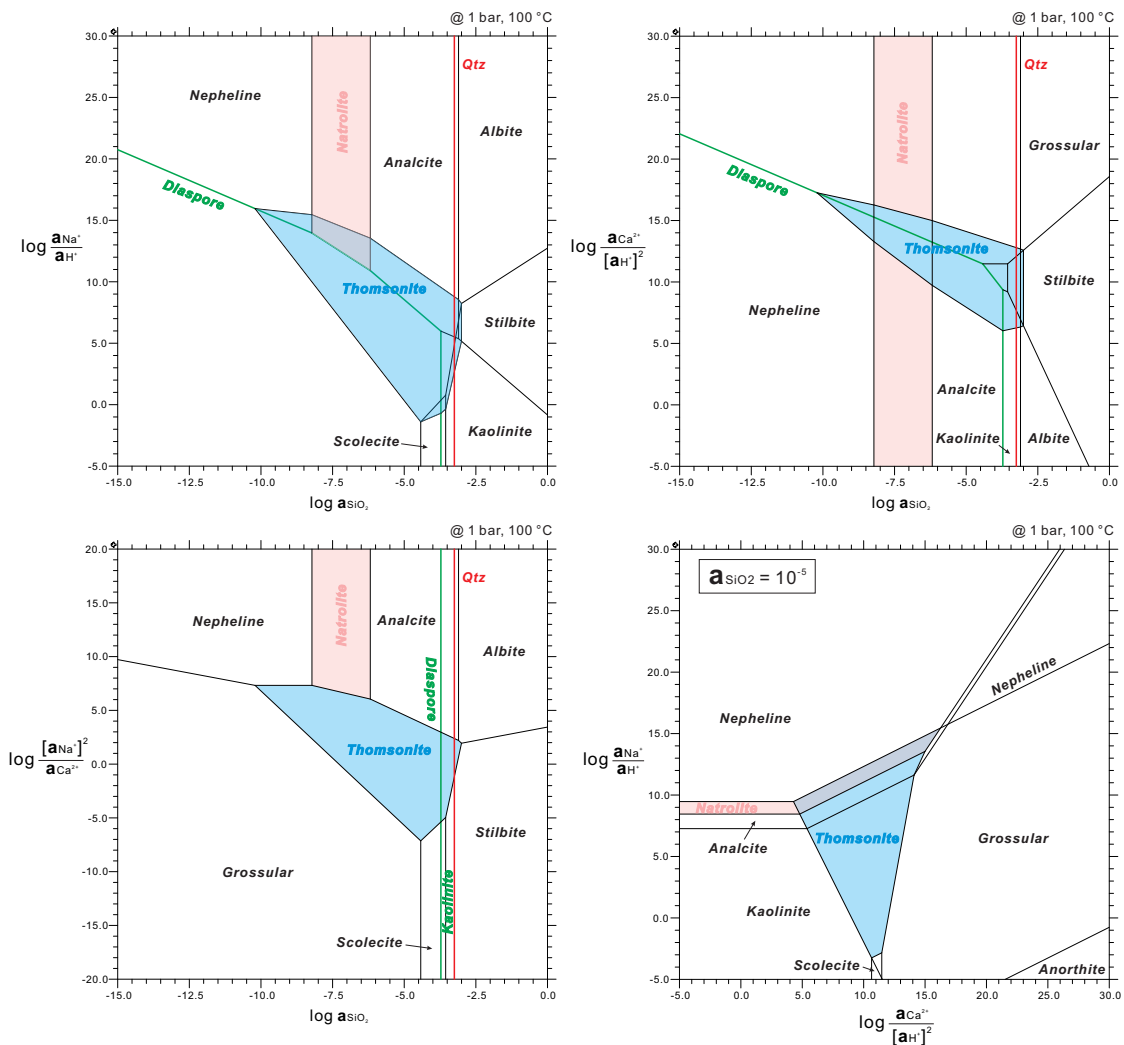 @ 1 bar, 100 °C
30.0
25.0
20.0
15.0
10.0
5.0
0.0
-5.0
-15.0
-12.5
-10.0
-7.5
-5.0
-2.5
0.0
log aNa⁺
aH⁺
log aSiO₂
Nepheline
Natrolite
Analcite
Qtz
Albite
Diaspore
Thomsonite
Stilbite
Scolecite
Kaolinite
@ 1 bar, 100 °C
30.0
25.0
20.0
15.0
10.0
5.0
0.0
-5.0
-15.0
-12.5
-10.0
-7.5
-5.0
-2.5
0.0
log aCa²⁺
[aH⁺]²
log aSiO₂
Natrolite
Qtz
Grossular
Diaspore
Thomsonite
Nepheline
Stilbite
Analcite
Kaolinite
Albite
@ 1 bar, 100 °C
20.0
15.0
10.0
5.0
0.0
-5.0
-10.0
-15.0
-20.0
-15.0
-12.5
-10.0
-7.5
-5.0
-2.5
0.0
log [aNa⁺]²
aCa²⁺
log aSiO₂
Nepheline
Natrolite
Analcite
Qtz
Albite
Diaspore
Thomsonite
Stilbite
Grossular
Kaolinite
Scolecite
@ 1 bar, 100 °C
aSiO2 = 10⁻⁵
30.0
25.0
20.0
15.0
10.0
5.0
0.0
-5.0
-5.0
0.0
5.0
10.0
15.0
20.0
25.0
30.0
log aNa⁺
aH⁺
log aCa²⁺
[aH⁺]²
Nepheline
Nepheline
Natrolite
Analcite
Thomsonite
Grossular
Kaolinite
Scolecite
Anorthite